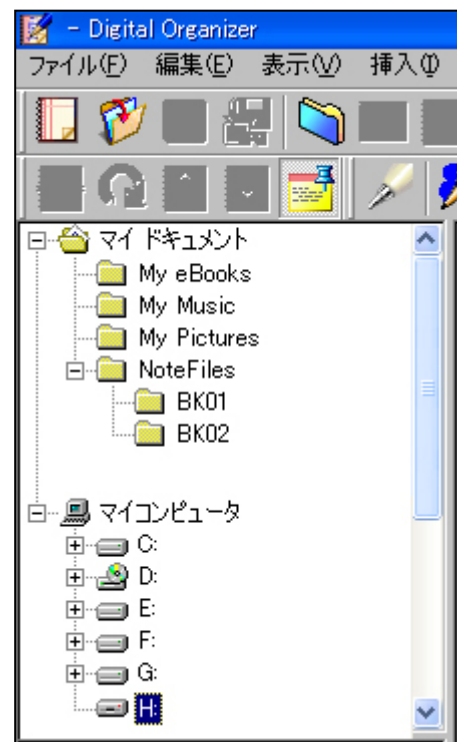 - Digital Organizer
ファイル(F) 編集(E) 表示(V) 挿入(I)
マイ ドキュメント
My eBooks
My Music
My Pictures
NoteFiles
BK01
BK02
マイコンピュータ
C:
D:
E:
F:
G:
H: